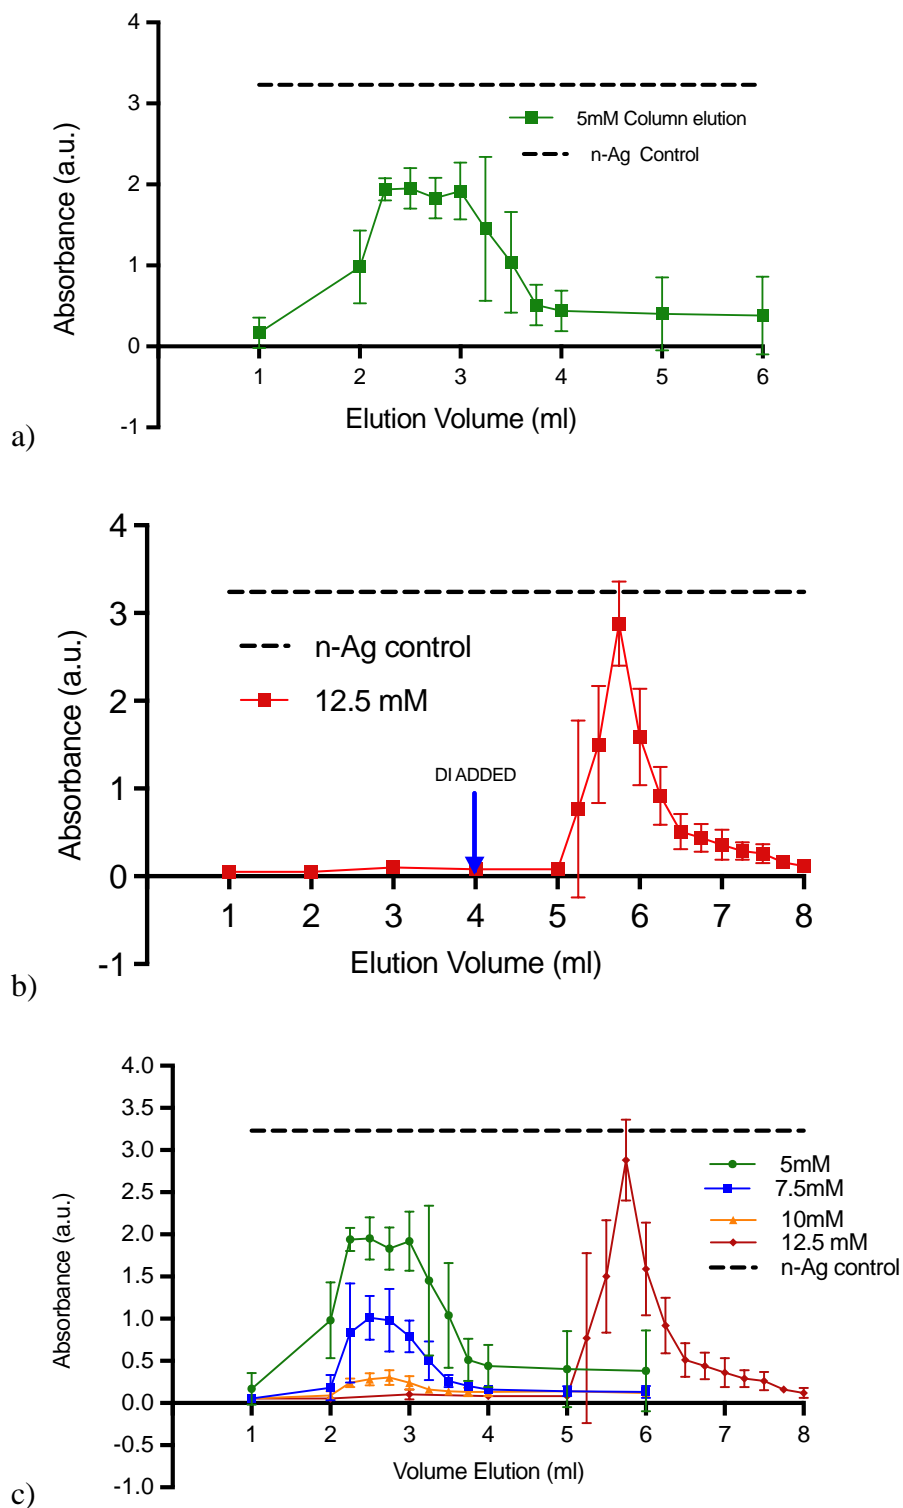 4
3
2
1
0
-1
Absorbance (a.u.)
5mM Column elution
n-Ag Control
1 2 3 4 5 6
Elution Volume (ml)
a)
4
3
2
1
0
-1
Absorbance (a.u.)
n-Ag control
12.5 mM
DI ADDED
1 2 3 4 5 6 7 8
Elution Volume (ml)
b)
4.0
3.5
3.0
2.5
2.0
1.5
1.0
0.5
0.0
-0.5
-1.0
Absorbance (a.u.)
5mM
7.5mM
10mM
12.5 mM
n-Ag control
1 2 3 4 5 6 7 8
Volume Elution (ml)
c)